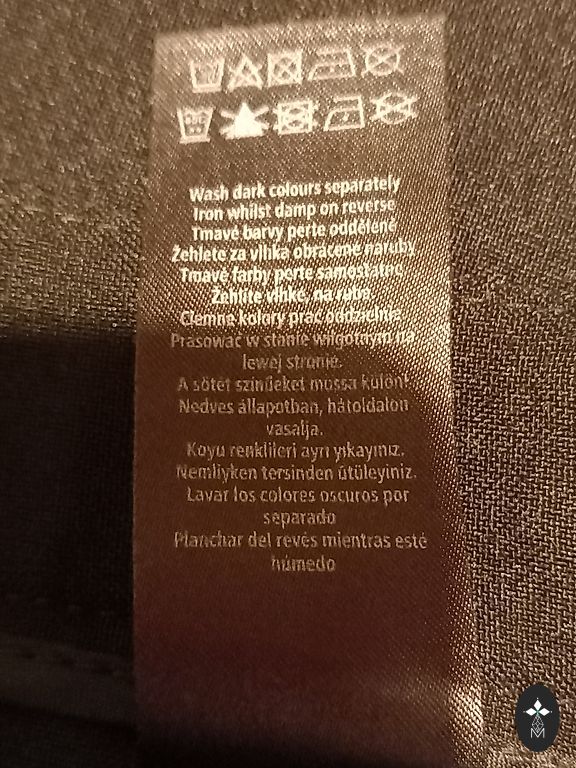 Wash dark colours separately
Iron whilst damp on reverse
Tmavé barvy perte odděleně
Žehlete za vlhka obráceně naruby
Tmavé farby perte samostatne
Žehlite vlhké, na rube.
Ciemne kolory prać oddzielnie
Prasować w stanie wilgotnym na
lewej stronie.
A sötét színűeket mossa külön!
Nedves állapotban, hátoldalon
vasalja.
Koyu renklileri ayrı yıkayınız.
Nemliyken tersinden ütüleyiniz.
Lavar los colores oscuros por
separado
Planchar del revés mientras esté
húmedo
M